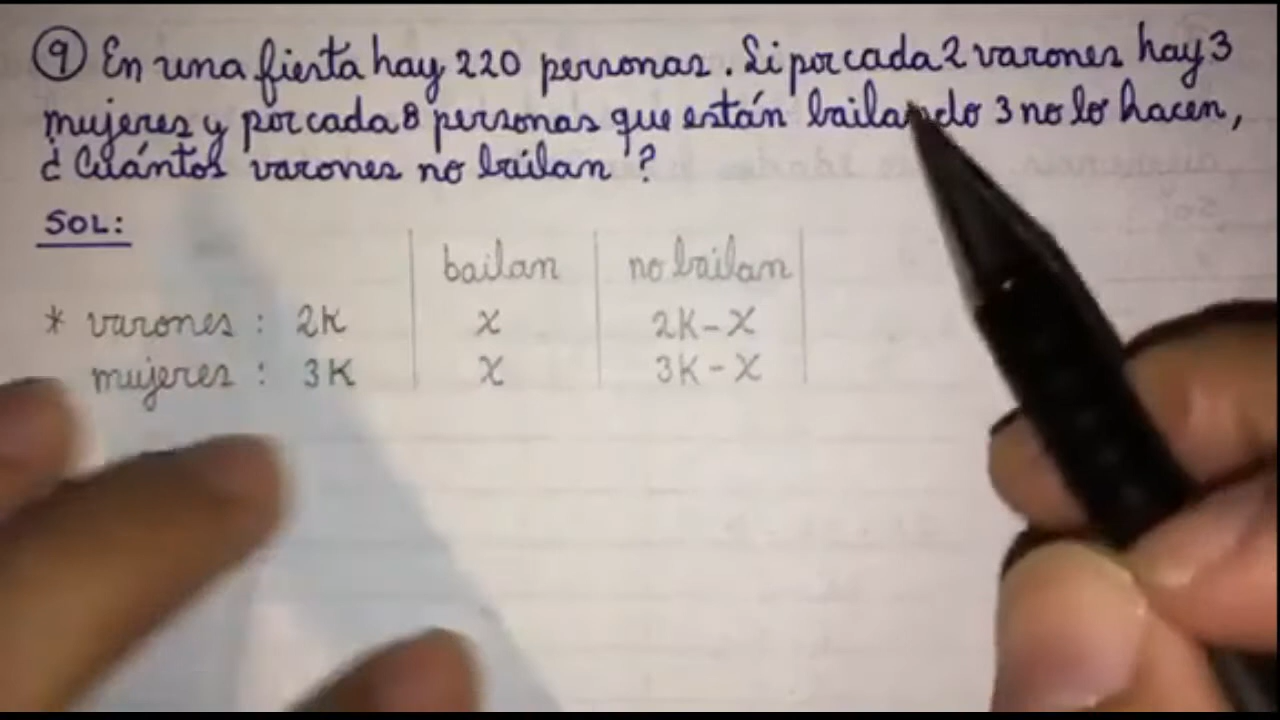 9 En una fiesta hay 220 personas. Si por cada 2 varones hay 3
mujeres y por cada 8 personas que están bailando 3 no lo hacen,
¿Cuántos varones no bailan?
SOL:
bailan no bailan
* varones : 2K x 2K-x
mujeres : 3K x 3K-x